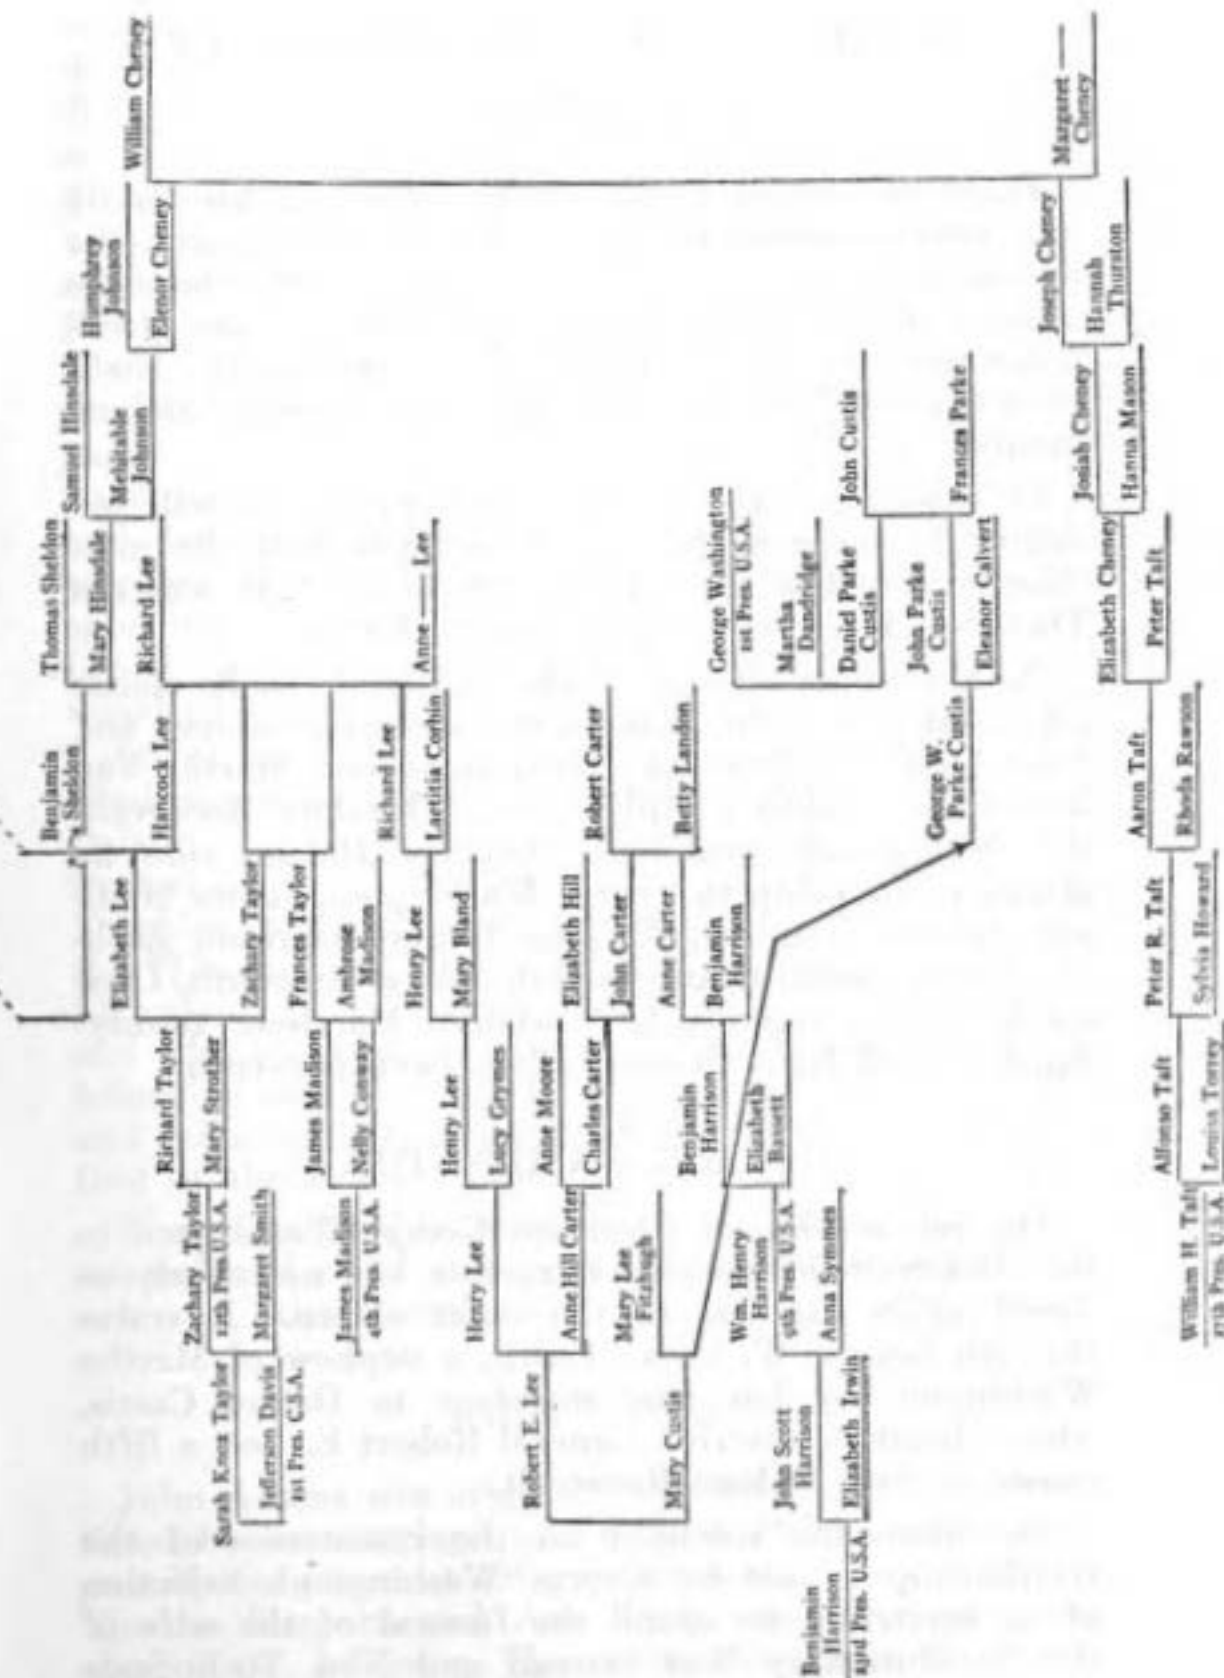 William Cheney
Margaret ——
Cheney
Humphrey
Johnson
Elenor Cheney
Joseph Cheney
Hannah
Thurston
Samuel Hinsdale
Mehitable
Johnson
John Custis
Frances Parke
Josiah Cheney
Hanna Mason
Thomas Sheldon
Mary Hinsdale
Richard Lee
Anne —— Lee
George Washington
1st Pres. U.S.A.
Martha
Dandridge
Daniel Parke
Custis
John Parke
Custis
Eleanor Calvert
Elizabeth Cheney
Peter Taft
Benjamin
Sheldon
Hancock Lee
Richard Lee
Laetitia Corbin
Robert Carter
Betty Landon
George W.
Parke Custis
Aaron Taft
Rhoda Rawson
Elizabeth Lee
Zachary Taylor
Frances Taylor
Ambrose
Madison
Henry Lee
Mary Bland
Elizabeth Hill
John Carter
Anne Carter
Benjamin
Harrison
Peter R. Taft
Sylvia Howard
Richard Taylor
Mary Strother
James Madison
Nelly Conway
Henry Lee
Lucy Grymes
Anne Moore
Charles Carter
Benjamin
Harrison
Elizabeth
Bassett
Alfonso Taft
Louisa Torrey
Zachary Taylor
12th Pres. U.S.A.
Margaret Smith
James Madison
4th Pres. U.S.A.
Henry Lee
Anne Hill Carter
Mary Lee
Fitzhugh
Wm. Henry
Harrison
9th Pres. U.S.A
Anna Symmes
William H. Taft
27th Pres. U.S.A
Sarah Knox Taylor
Jefferson Davis
1st Pres. C.S.A.
Robert E. Lee
Mary Custis
John Scott
Harrison
Elizabeth Irwin
Benjamin
Harrison
23rd Pres. U.S.A.